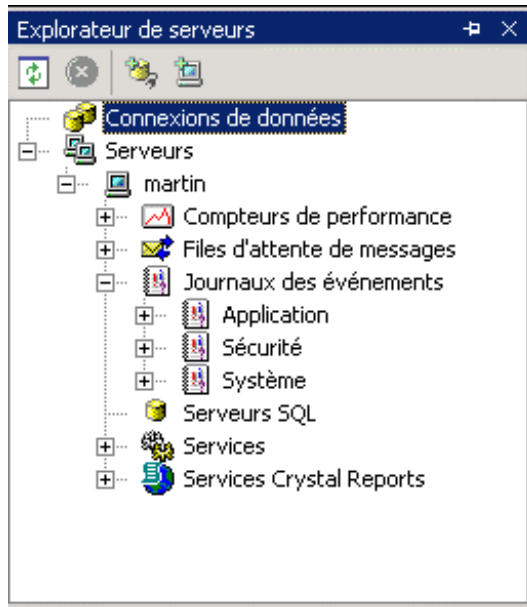 Explorateur de serveurs
Connexions de données
Serveurs
martin
Compteurs de performance
Files d'attente de messages
Journaux des événements
Application
Sécurité
Système
Serveurs SQL
Services
Services Crystal Reports